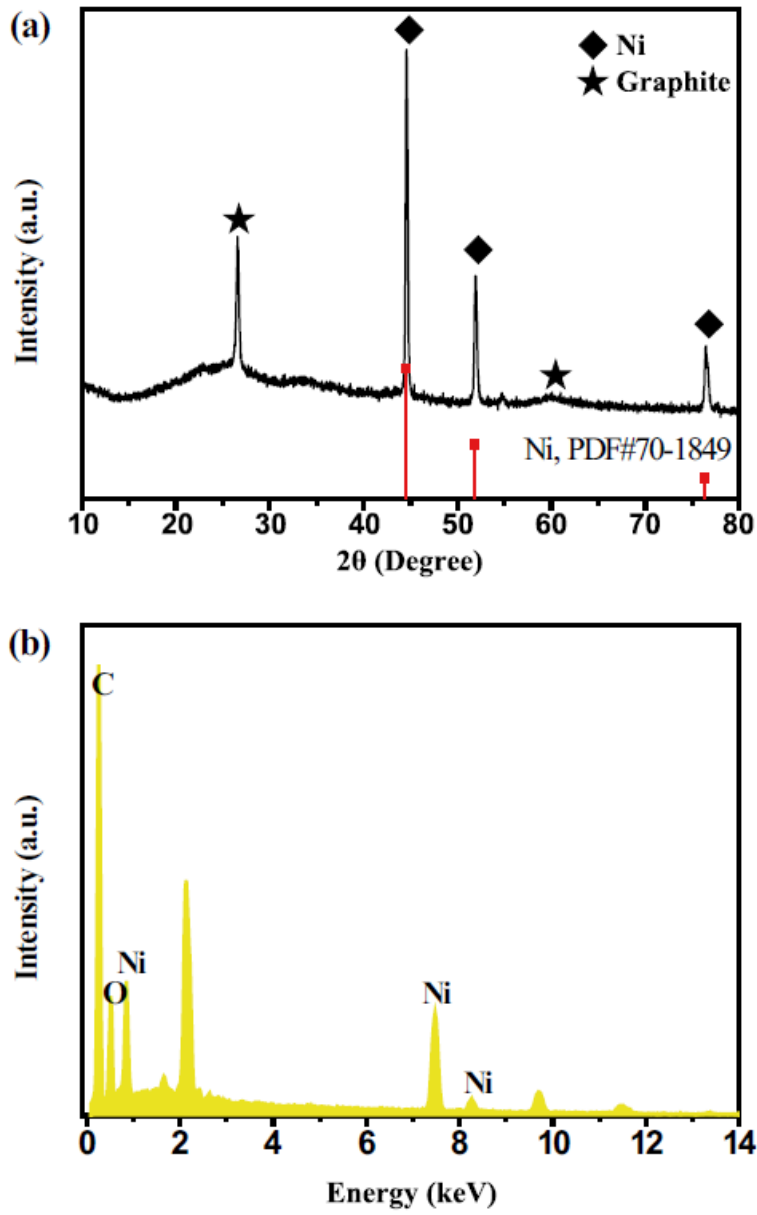 (a)
◆ Ni
★ Graphite
Intensity (a.u.)
Ni, PDF#70-1849
10 20 30 40 50 60 70 80
2θ (Degree)
(b)
C
Ni
O
Ni
Ni
Intensity (a.u.)
0 2 4 6 8 10 12 14
Energy (keV)